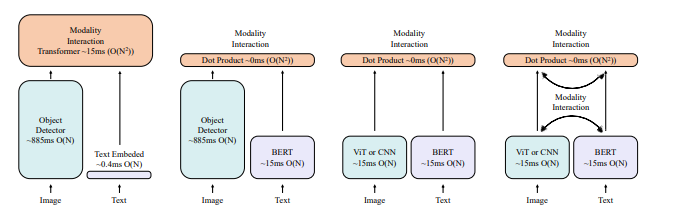 Modality
Interaction
Transformer ~15ms (O(N²))
Object
Detector
~885ms O(N)
Text Embeded
~0.4ms O(N)
Image
Text
Modality
Interaction
Dot Product ~0ms (O(N²))
Object
Detector
~885ms O(N)
BERT
~15ms O(N)
Image
Text
Modality
Interaction
Dot Product ~0ms (O(N²))
ViT or CNN
~15ms O(N)
BERT
~15ms O(N)
Image
Text
Modality
Interaction
Dot Product ~0ms (O(N²))
Modality
Interaction
ViT or CNN
~15ms O(N)
BERT
~15ms O(N)
Image
Text